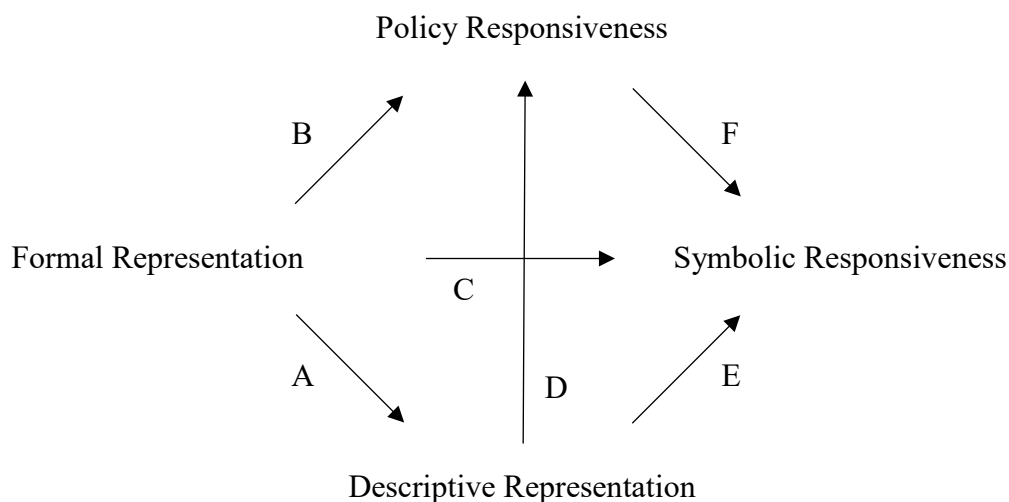 Policy Responsiveness
B
F
Formal Representation
Symbolic Responsiveness
C
A
E
D
Descriptive Representation